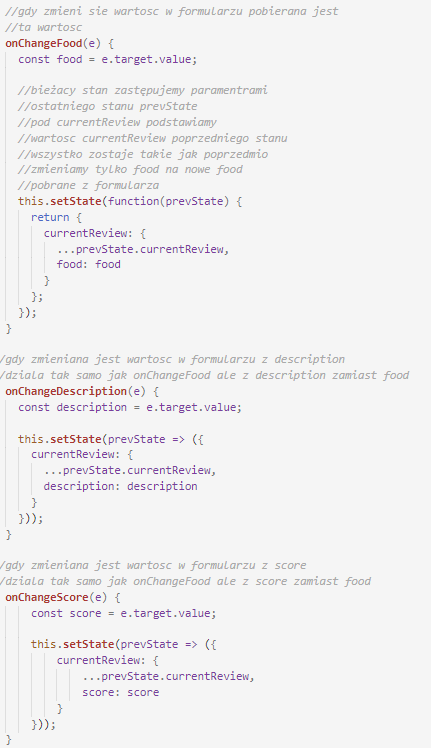 //gdy zmieni sie wartosc w formularzu pobierana jest
//ta wartosc
onChangeFood(e) {
const food = e.target.value;
//bieżacy stan zastępujemy paramentrami
//ostatniego stanu prevState
//pod currentReview podstawiamy
//wartosc currentReview poprzedniego stanu
//wszystko zostaje takie jak poprzedmio
//zmieniamy tylko food na nowe food
//pobrane z formularza
this.setState(function(prevState) {
return {
currentReview: {
...prevState.currentReview,
food: food
}
};
});
}
/gdy zmieniana jest wartosc w formularzu z description
/dziala tak samo jak onChangeFood ale z description zamiast food
onChangeDescription(e) {
const description = e.target.value;
this.setState(prevState => ({
currentReview: {
...prevState.currentReview,
description: description
}
}));
}
/gdy zmieniana jest wartosc w formularzu z score
/dziala tak samo jak onChangeFood ale z score zamiast food
onChangeScore(e) {
const score = e.target.value;
this.setState(prevState => ({
currentReview: {
...prevState.currentReview,
score: score
}
}));
}